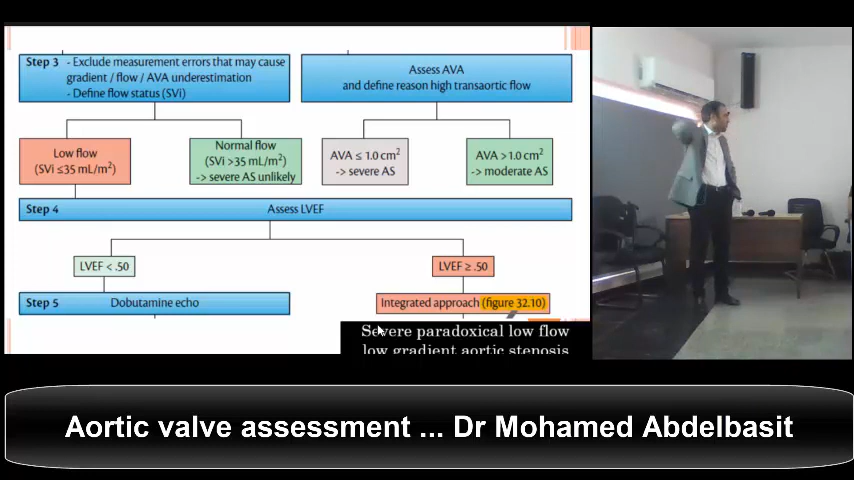 Step 3 - Exclude measurement errors that may cause
gradient / flow / AVA underestimation
- Define flow status (SVi)
Assess AVA
and define reason high transaortic flow
Low flow
(SVi ≤35 mL/m²)
Normal flow
(SVi >35 mL/m²)
-> severe AS unlikely
AVA ≤ 1.0 cm²
-> severe AS
AVA > 1.0 cm²
-> moderate AS
Step 4 Assess LVEF
LVEF < .50
LVEF ≥ .50
Step 5 Dobutamine echo
Integrated approach (figure 32.10)
Severe paradoxical low flow
low gradient aortic stenosis
Aortic valve assessment ... Dr Mohamed Abdelbasit